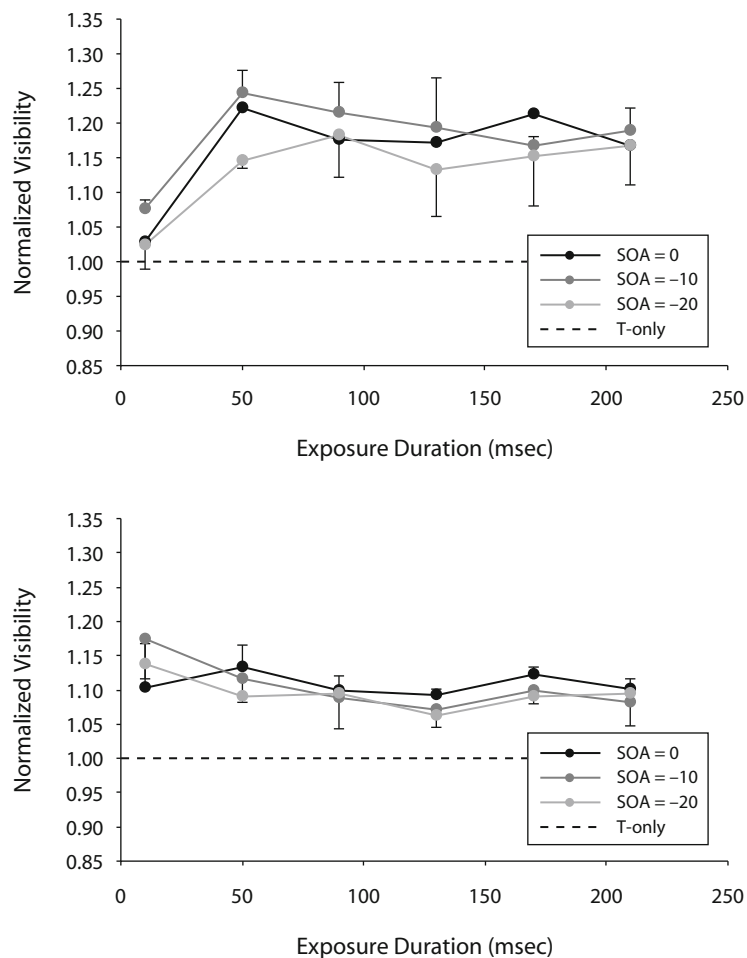 1.35
1.30
1.25
1.20
1.15
1.10
1.05
1.00
0.95
0.90
0.85
Normalized Visibility
SOA = 0
SOA = –10
SOA = –20
T-only
0 50 100 150 200 250
Exposure Duration (msec)
1.35
1.30
1.25
1.20
1.15
1.10
1.05
1.00
0.95
0.90
0.85
Normalized Visibility
SOA = 0
SOA = –10
SOA = –20
T-only
0 50 100 150 200 250
Exposure Duration (msec)